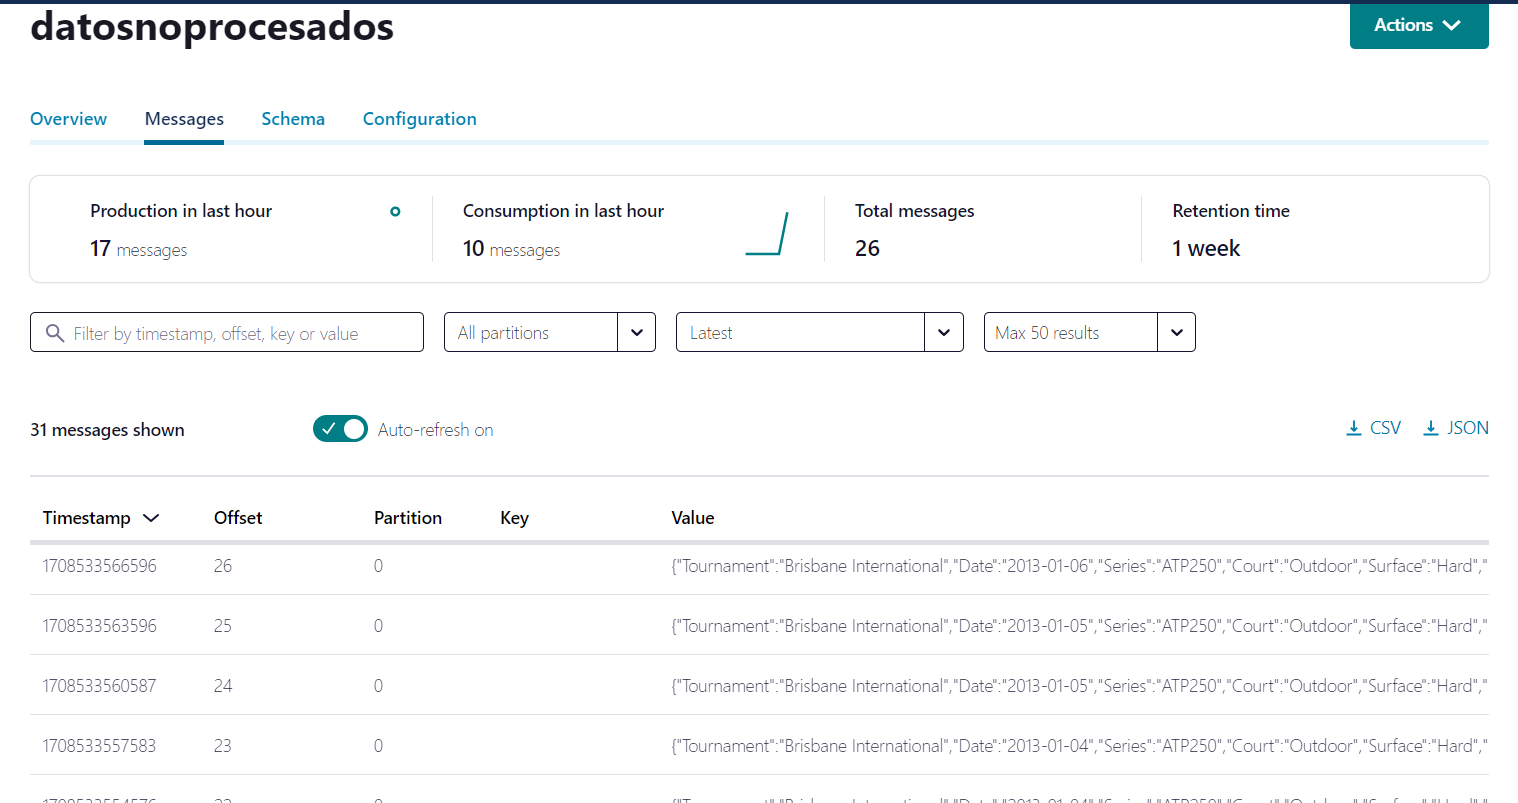 datosnoprocesados
Actions
Overview Messages Schema Configuration
Production in last hour Consumption in last hour Total messages Retention time
17 messages 10 messages 26 1 week
Filter by timestamp, offset, key or value All partitions Latest Max 50 results
31 messages shown Auto-refresh on CSV JSON
Timestamp Offset Partition Key Value
1708533566596 26 0 {"Tournament":"Brisbane International","Date":"2013-01-06","Series":"ATP250","Court":"Outdoor","Surface":"Hard","
1708533563596 25 0 {"Tournament":"Brisbane International","Date":"2013-01-05","Series":"ATP250","Court":"Outdoor","Surface":"Hard","
1708533560587 24 0 {"Tournament":"Brisbane International","Date":"2013-01-05","Series":"ATP250","Court":"Outdoor","Surface":"Hard","
1708533557583 23 0 {"Tournament":"Brisbane International","Date":"2013-01-04","Series":"ATP250","Court":"Outdoor","Surface":"Hard","